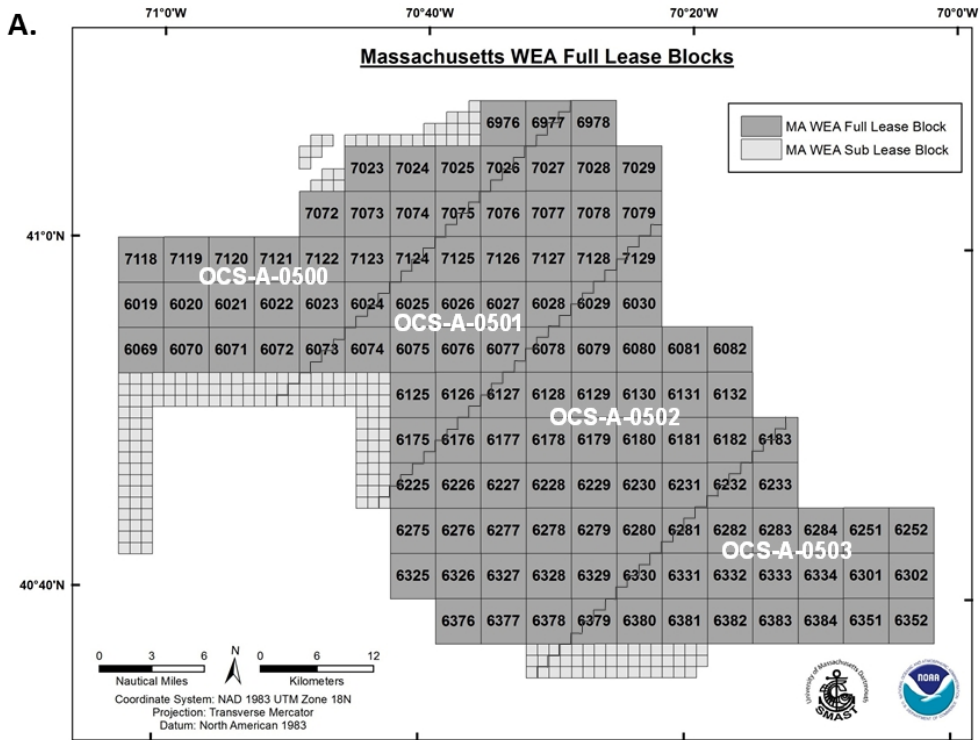 A.
71°0'W 70°40'W 70°20'W 70°0'W
Massachusetts WEA Full Lease Blocks
MA WEA Full Lease Block
MA WEA Sub Lease Block
6976 6977 6978
7023 7024 7025 7026 7027 7028 7029
7072 7073 7074 7075 7076 7077 7078 7079
41°0'N
7118 7119 7120 7121 7122 7123 7124 7125 7126 7127 7128 7129
OCS-A-0500
6019 6020 6021 6022 6023 6024 6025 6026 6027 6028 6029 6030
OCS-A-0501
6069 6070 6071 6072 6073 6074 6075 6076 6077 6078 6079 6080 6081 6082
6125 6126 6127 6128 6129 6130 6131 6132
OCS-A-0502
6175 6176 6177 6178 6179 6180 6181 6182 6183
6225 6226 6227 6228 6229 6230 6231 6232 6233
6275 6276 6277 6278 6279 6280 6281 6282 6283 6284 6251 6252
OCS-A-0503
40°40'N
6325 6326 6327 6328 6329 6330 6331 6332 6333 6334 6301 6302
6376 6377 6378 6379 6380 6381 6382 6383 6384 6351 6352
N
0 3 6
Nautical Miles
0 6 12
Kilometers
Coordinate System: NAD 1983 UTM Zone 18N
Projection: Transverse Mercator
Datum: North American 1983
University of Massachusetts Dartmouth
SMAST
NOAA